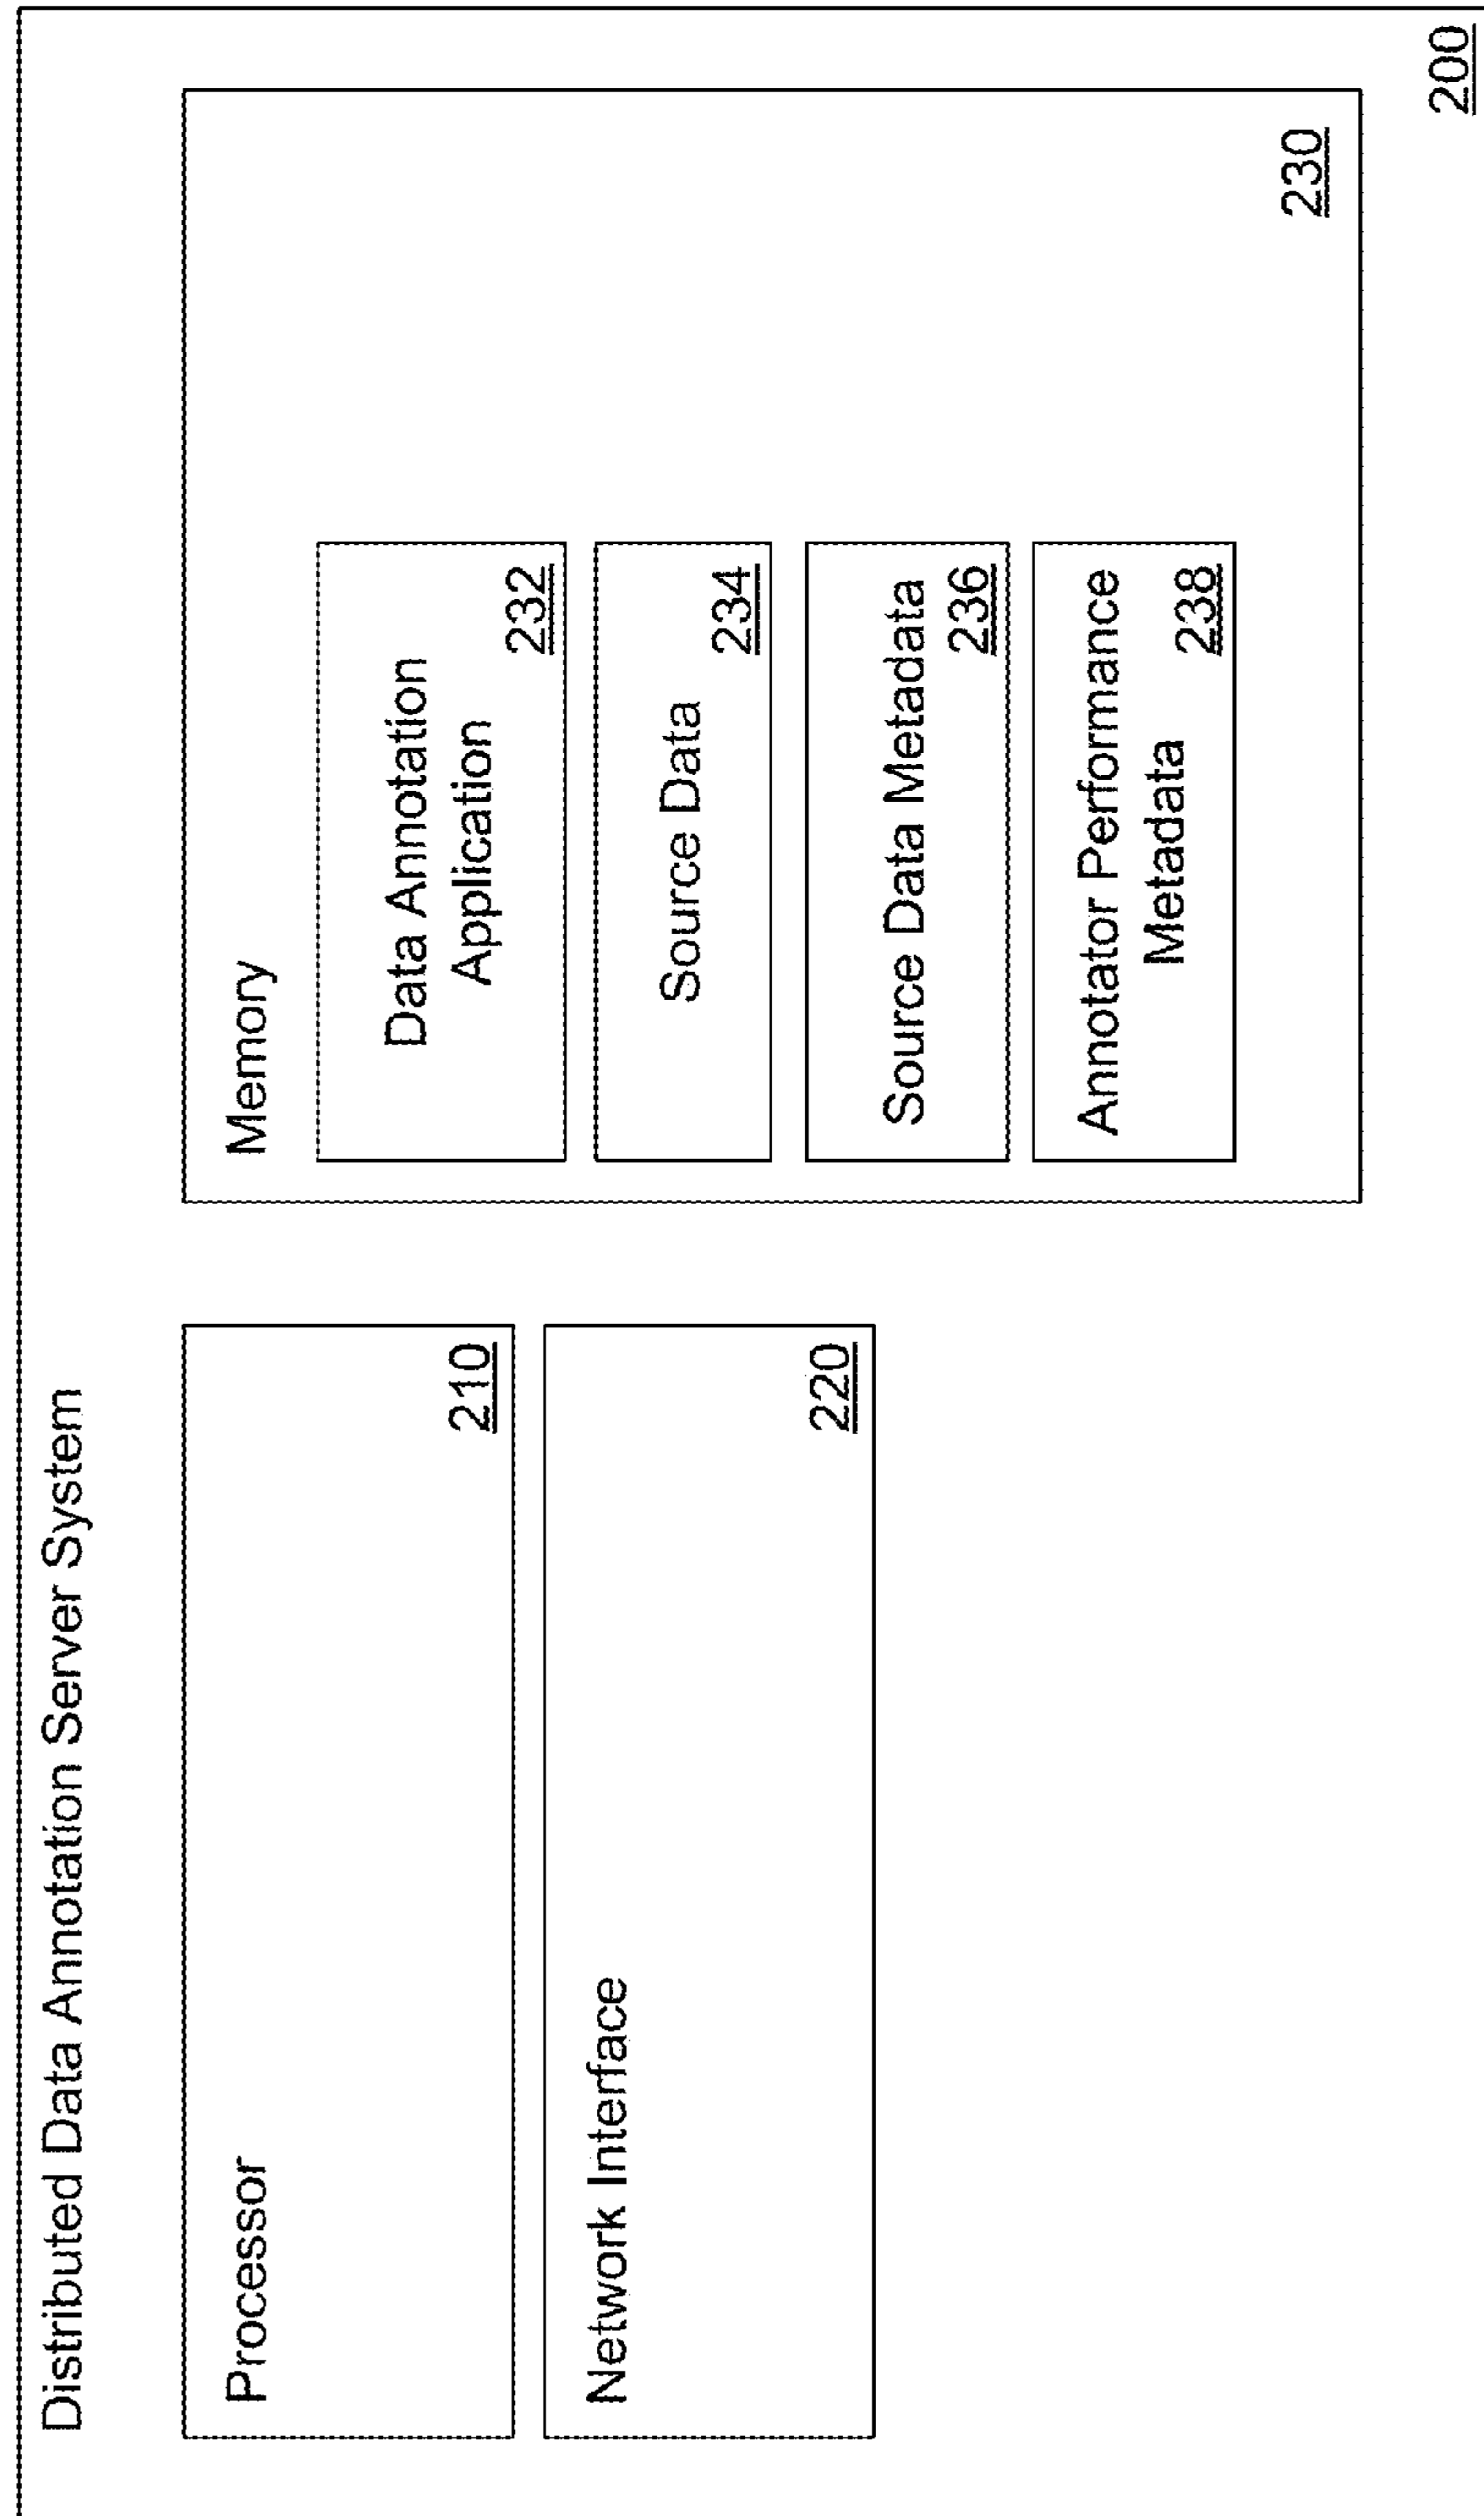 Distributed Data Annotation Server System
Processor
210
Network Interface
220
Memory
Data Annotation
Application
232
Source Data
234
Source Data Metadata
236
Annotator Performance
Metadata
238
230
200